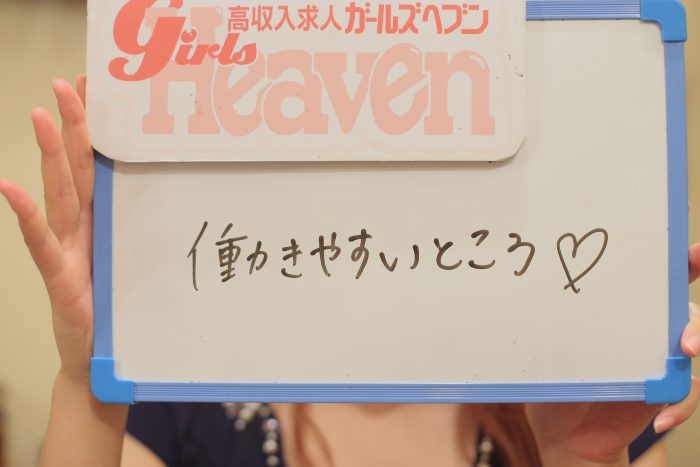 高収入求人ガールズヘブン
Girls
Heaven
働きやすいところ♡